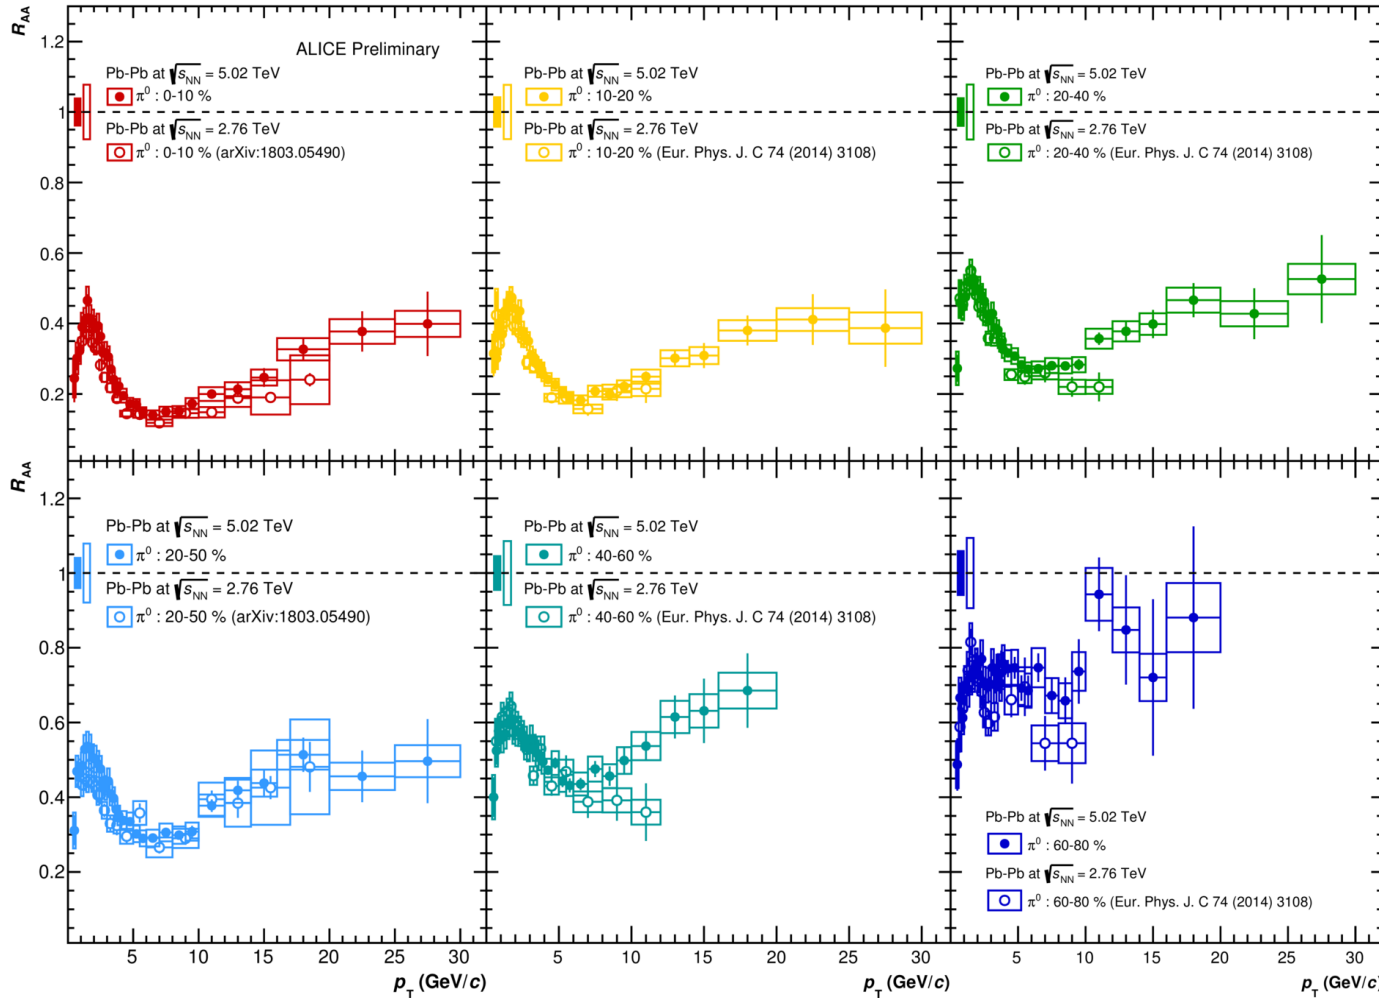 R_AA
ALICE Preliminary
1.2
1
0.8
0.6
0.4
0.2
Pb-Pb at √s_NN = 5.02 TeV
π⁰ : 0-10 %
Pb-Pb at √s_NN = 2.76 TeV
π⁰ : 0-10 % (arXiv:1803.05490)
Pb-Pb at √s_NN = 5.02 TeV
π⁰ : 10-20 %
Pb-Pb at √s_NN = 2.76 TeV
π⁰ : 10-20 % (Eur. Phys. J. C 74 (2014) 3108)
Pb-Pb at √s_NN = 5.02 TeV
π⁰ : 20-40 %
Pb-Pb at √s_NN = 2.76 TeV
π⁰ : 20-40 % (Eur. Phys. J. C 74 (2014) 3108)
R_AA
1.2
1
0.8
0.6
0.4
0.2
Pb-Pb at √s_NN = 5.02 TeV
π⁰ : 20-50 %
Pb-Pb at √s_NN = 2.76 TeV
π⁰ : 20-50 % (arXiv:1803.05490)
Pb-Pb at √s_NN = 5.02 TeV
π⁰ : 40-60 %
Pb-Pb at √s_NN = 2.76 TeV
π⁰ : 40-60 % (Eur. Phys. J. C 74 (2014) 3108)
Pb-Pb at √s_NN = 5.02 TeV
π⁰ : 60-80 %
Pb-Pb at √s_NN = 2.76 TeV
π⁰ : 60-80 % (Eur. Phys. J. C 74 (2014) 3108)
5 10 15 20 25 30
5 10 15 20 25 30
5 10 15 20 25 30
p_T (GeV/c)
p_T (GeV/c)
p_T (GeV/c)